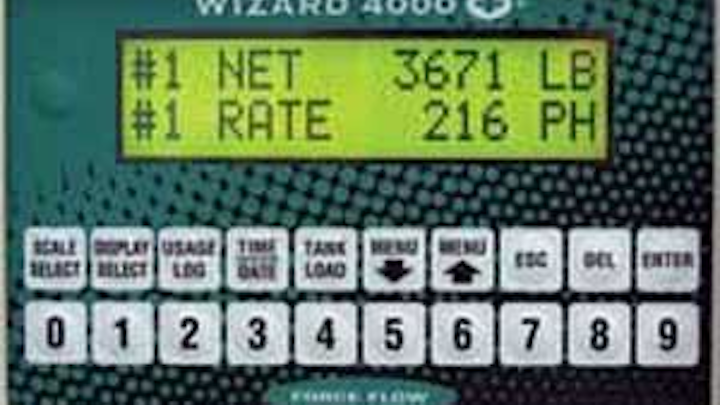 WIZARD 4000
#1 NET 3671 LB
#1 RATE 216 PH
SCALE SELECT
DISPLAY SELECT
USAGE LOG
TIME DATE
TANK LOAD
MENU
MENU
ESC
DEL
ENTER
0 1 2 3 4 5 6 7 8 9
FORCE FLOW